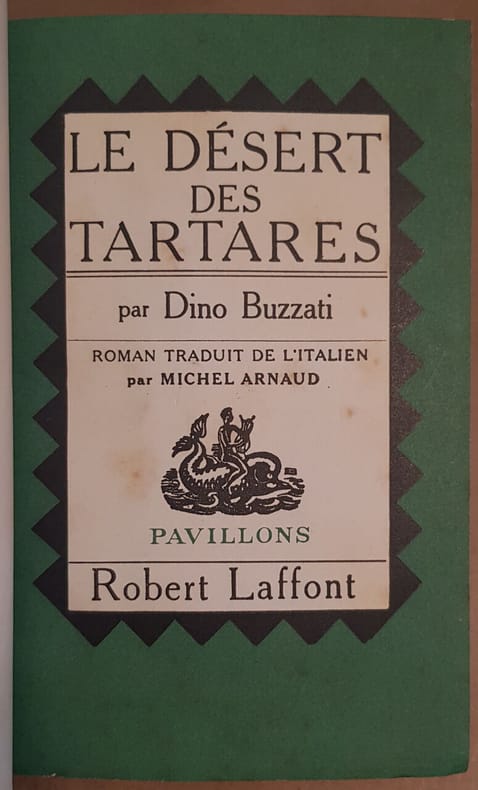 LE DÉSERT
DES
TARTARES
par Dino Buzzati
ROMAN TRADUIT DE L'ITALIEN
par MICHEL ARNAUD
PAVILLONS
Robert Laffont